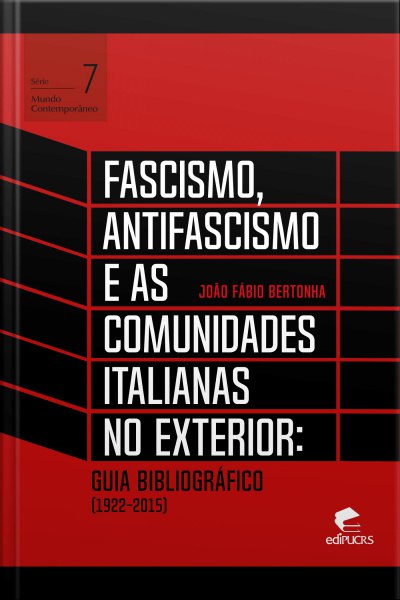 Série 7
Mundo
Contemporâneo
FASCISMO,
ANTIFASCISMO
E AS JOÃO FÁBIO BERTONHA
COMUNIDADES
ITALIANAS
NO EXTERIOR:
GUIA BIBLIOGRÁFICO
(1922-2015)
edIPUCRS